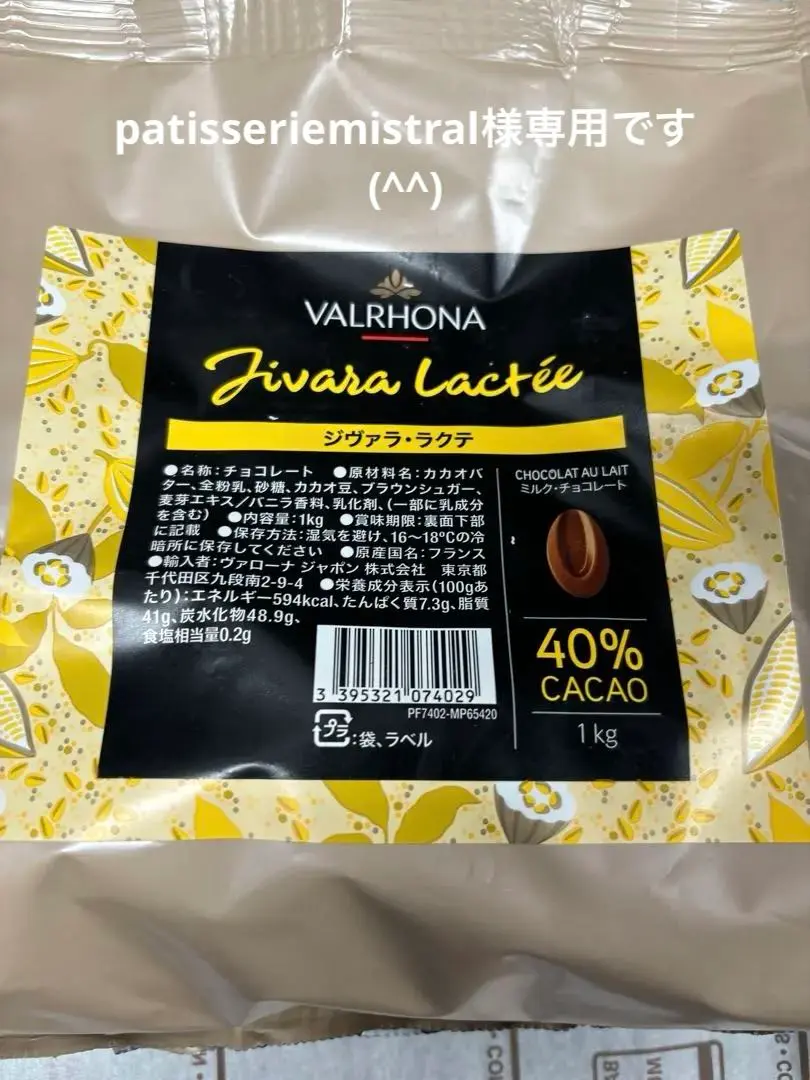 patisseriemistral様専用です
(^^)
VALRHONA
Jivara Lactée
ジヴァラ・ラクテ
●名称:チョコレート ●原材料名:カカオバ
ター、全粉乳、砂糖、カカオ豆、ブラウンシュガー、
麦芽エキス/バニラ香料、乳化剤、(一部に乳成分
を含む) ●内容量:1kg ●賞味期限:裏面下部
に記載 ●保存方法:湿気を避け、16~18℃の冷
暗所に保存してください ●原産国名:フランス
●輸入者:ヴァローナ ジャポン 株式会社 東京都
千代田区九段南2-9-4 ●栄養成分表示(100gあ
たり):エネルギー594kcal、たんぱく質7.3g、脂質
41g、炭水化物48.9g、
食塩相当量0.2g
CHOCOLAT AU LAIT
ミルク・チョコレート
40%
CACAO
1kg
3 395321 074029
PF7402-MP65420
プラ:袋、ラベル